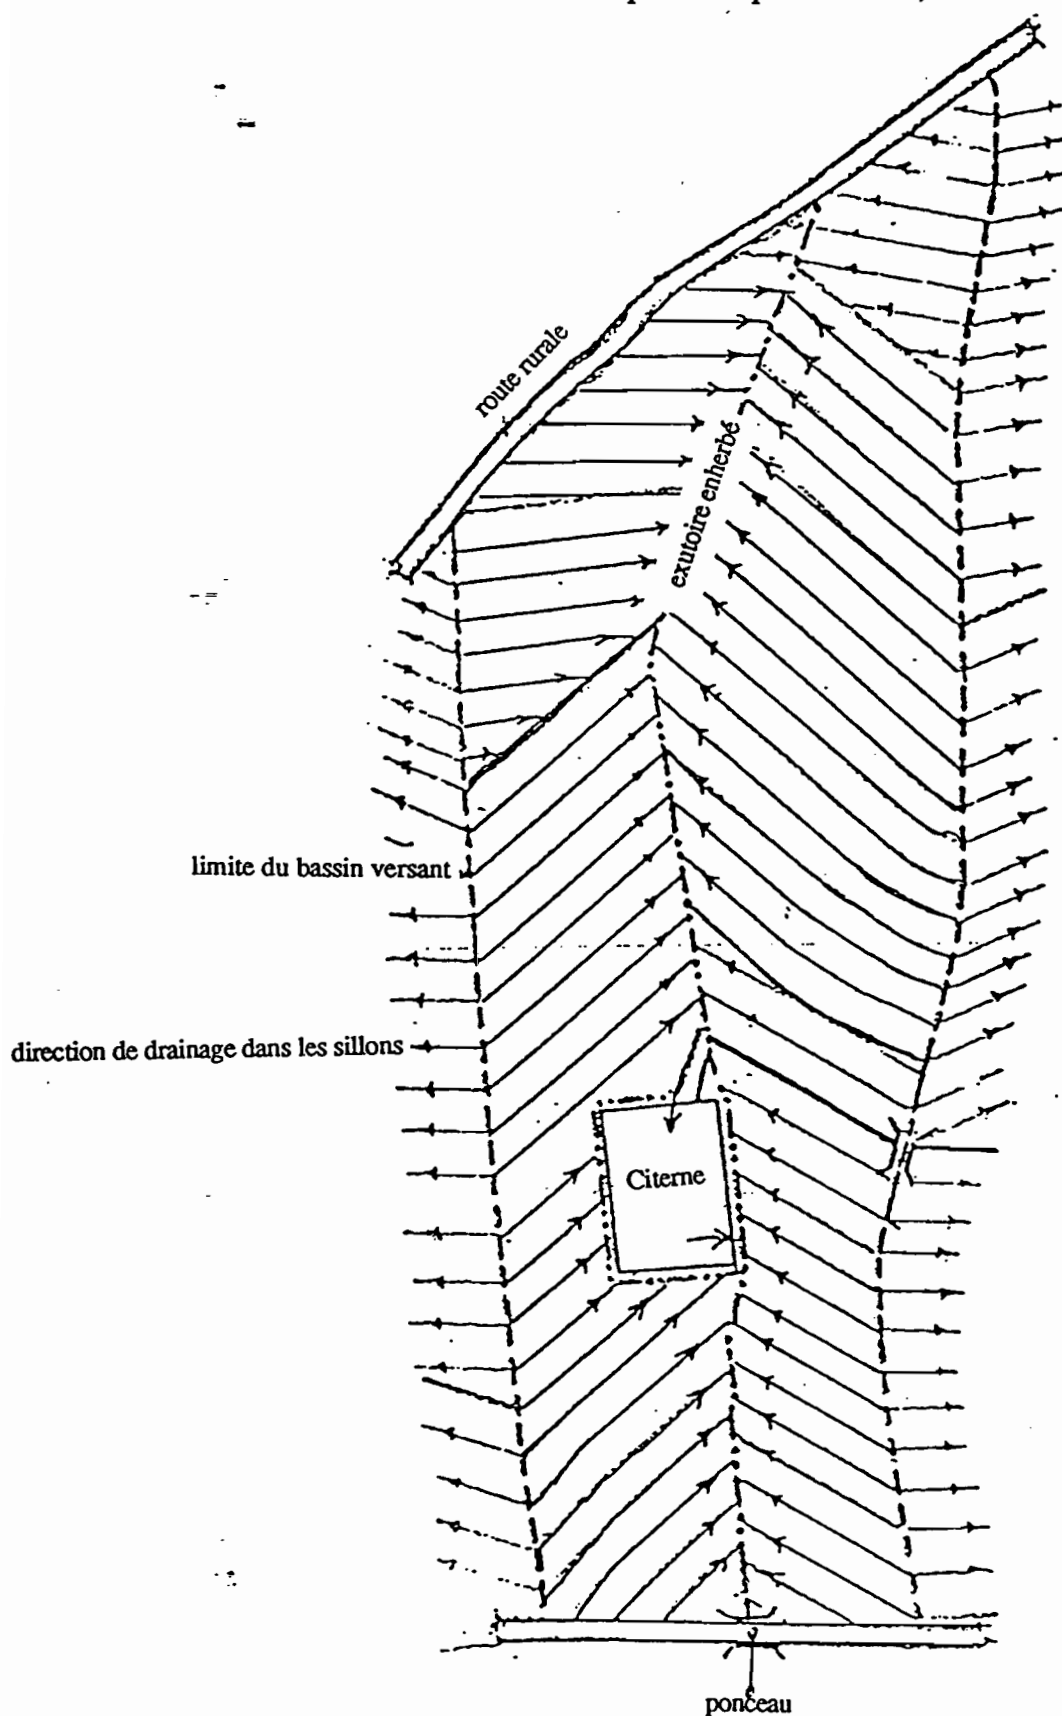 route rurale
exutoire enherbé
limite du bassin versant
direction de drainage dans les sillons
Citerne
ponceau